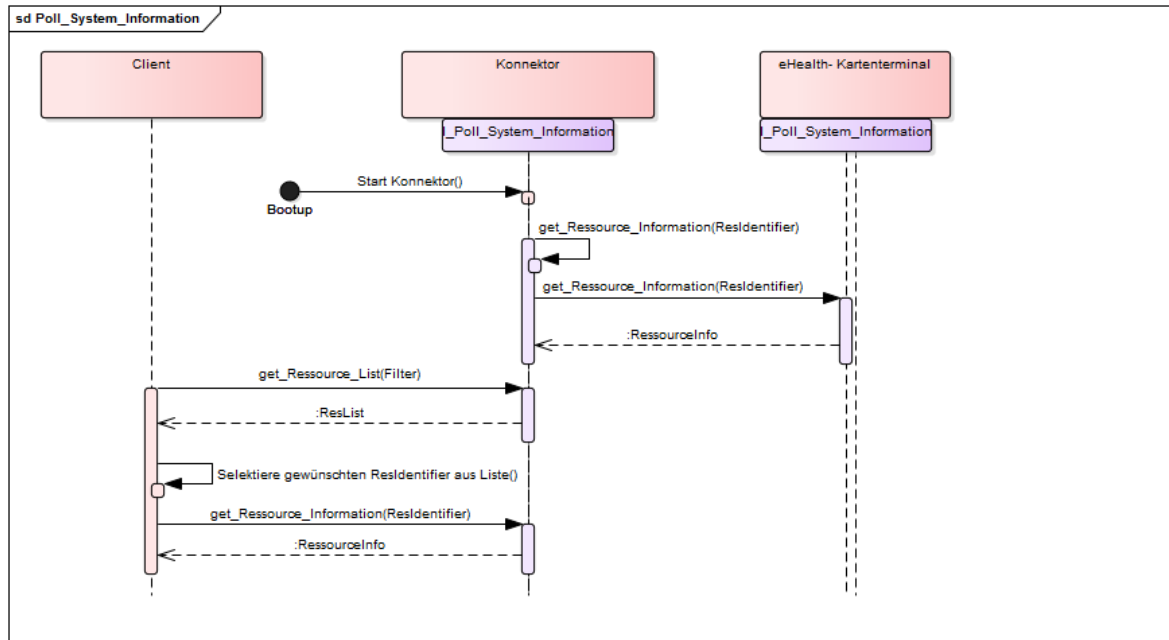 sd Poll_System_Information
Client
Konnektor
eHealth- Kartenterminal
I_Poll_System_Information
I_Poll_System_Information
Start Konnektor()
Bootup
get_Ressource_Information(ResIdentifier)
get_Ressource_Information(ResIdentifier)
:RessourceInfo
get_Ressource_List(Filter)
:ResList
Selektiere gewünschten ResIdentifier aus Liste()
get_Ressource_Information(ResIdentifier)
:RessourceInfo